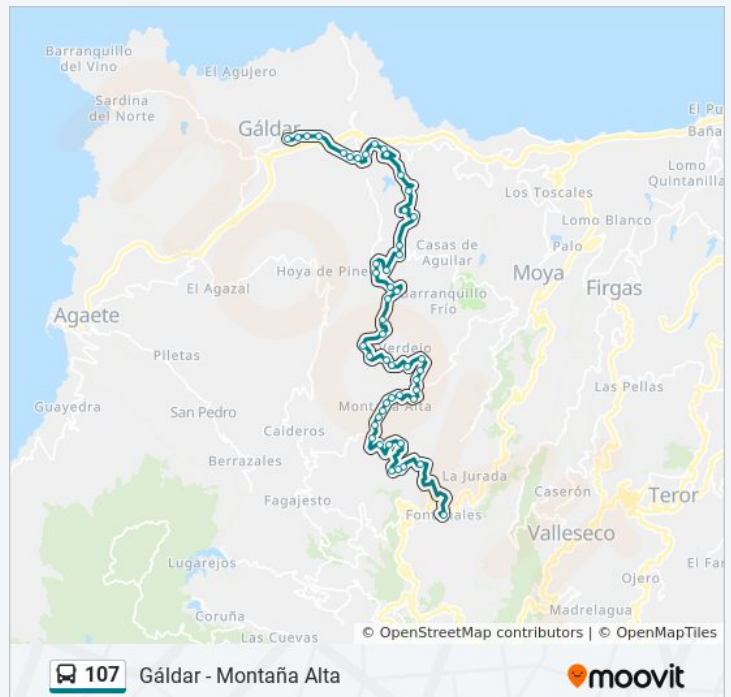 Barranquillo
del Vino
El Agujero
Sardina
del Norte
Gáldar
El Pu
Baña
Lomo
Quintanilla
Los Toscales
Lomo Blanco
Casas de
Aguilar
Palo
Hoya de Pine
Moya
Firgas
El Agazal
Barranquillo
Frío
Agaete
Verdejo
Piletas
Las Pellas
Guayedra
San Pedro
Montaña Alta
Calderos
Berrazales
La Jurada
Caserón
Teror
Fagajesto
Fontanales
Valleseco
Lugarejos
El Far
Ojero
Coruña
Madrelagua
Las Cuevas
© OpenStreetMap contributors | © OpenMapTiles
107 Gáldar - Montaña Alta
moovit